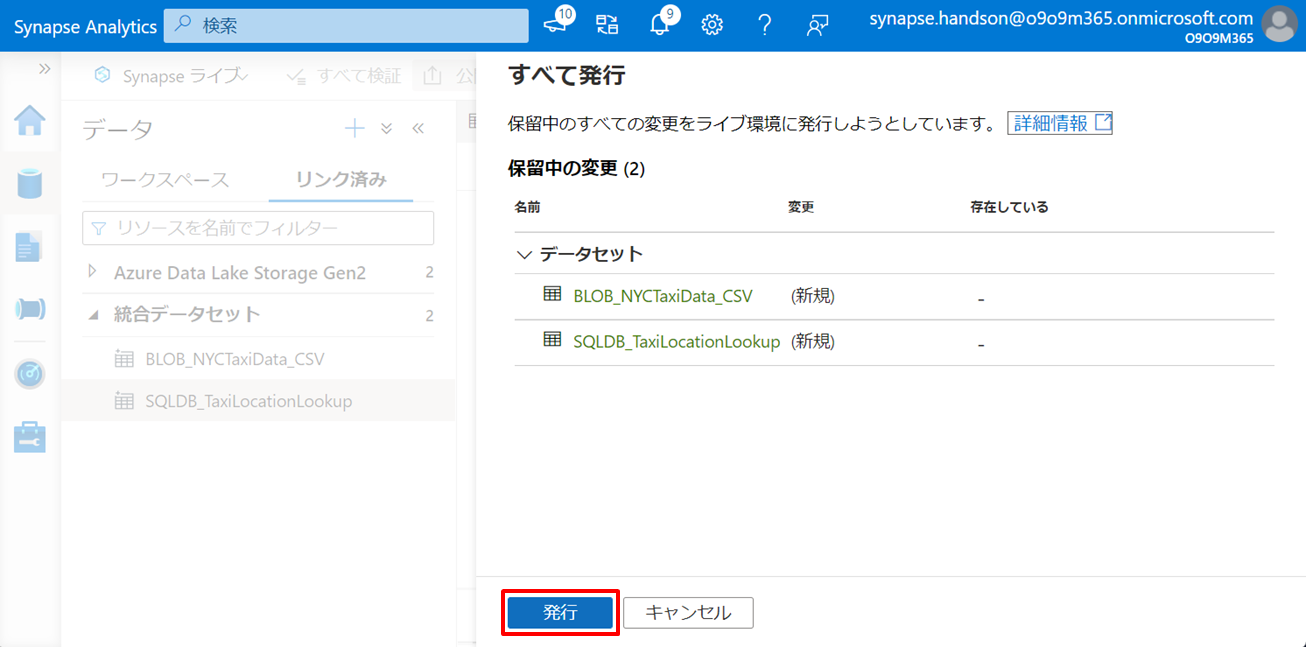 Synapse Analytics
検索
10
9
synapse.handson@o9o9m365.onmicrosoft.com
O9O9M365
Synapse ライブ
すべて検証
データ
ワークスペース
リンク済み
リソースを名前でフィルター
Azure Data Lake Storage Gen2 2
統合データセット 2
BLOB_NYCTaxiData_CSV
SQLDB_TaxiLocationLookup
すべて発行
保留中のすべての変更をライブ環境に発行しようとしています。 詳細情報
保留中の変更 (2)
名前 変更 存在している
データセット
BLOB_NYCTaxiData_CSV (新規) -
SQLDB_TaxiLocationLookup (新規) -
発行 キャンセル